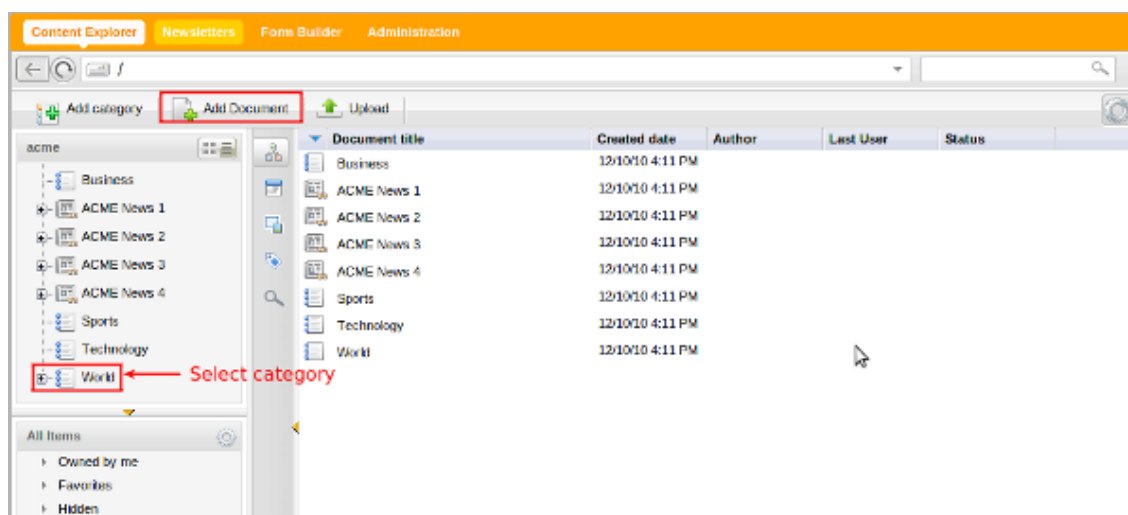 Content Explorer Newsletters Form Builder Administration
/
Add category Add Document Upload
acme
Business
ACME News 1
ACME News 2
ACME News 3
ACME News 4
Sports
Technology
World
Select category
All Items
Owned by me
Favorites
Hidden
Document title Created date Author Last User Status
Business 12/10/10 4:11 PM
ACME News 1 12/10/10 4:11 PM
ACME News 2 12/10/10 4:11 PM
ACME News 3 12/10/10 4:11 PM
ACME News 4 12/10/10 4:11 PM
Sports 12/10/10 4:11 PM
Technology 12/10/10 4:11 PM
World 12/10/10 4:11 PM